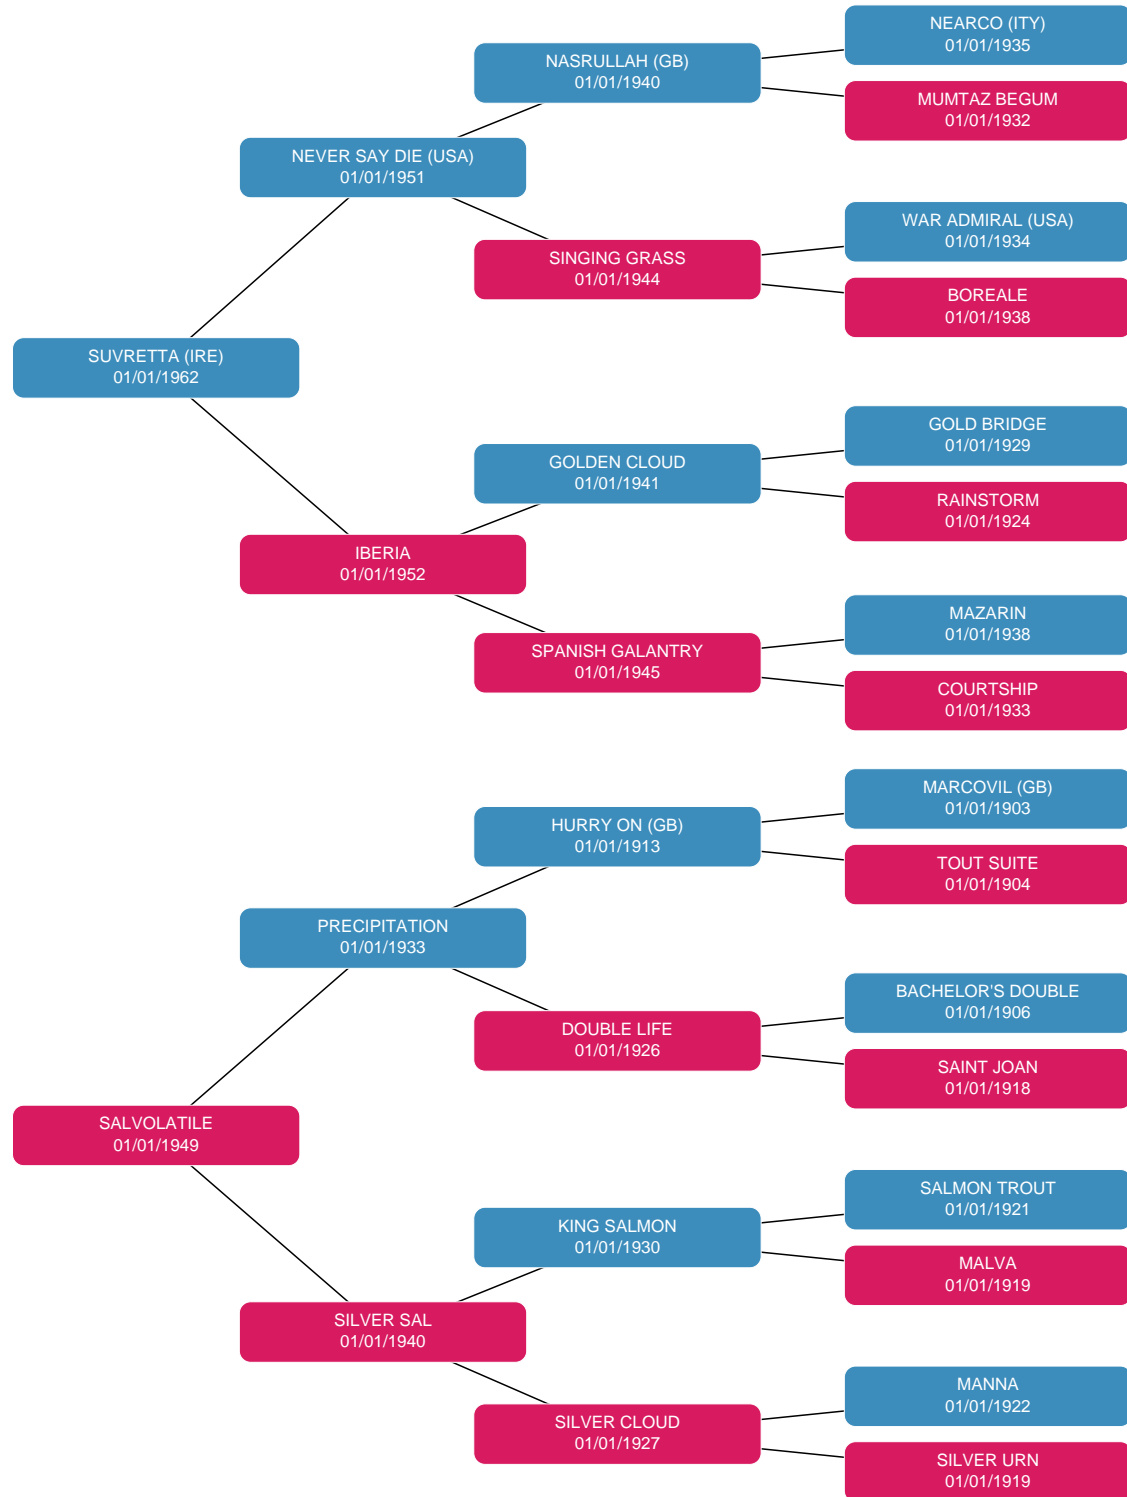 NEARCO (ITY)
01/01/1935
NASRULLAH (GB)
01/01/1940
MUMTAZ BEGUM
01/01/1932
NEVER SAY DIE (USA)
01/01/1951
WAR ADMIRAL (USA)
01/01/1934
SINGING GRASS
01/01/1944
BOREALE
01/01/1938
SUVRETTA (IRE)
01/01/1962
GOLD BRIDGE
01/01/1929
GOLDEN CLOUD
01/01/1941
RAINSTORM
01/01/1924
IBERIA
01/01/1952
MAZARIN
01/01/1938
SPANISH GALANTRY
01/01/1945
COURTSHIP
01/01/1933
MARCOVIL (GB)
01/01/1903
HURRY ON (GB)
01/01/1913
TOUT SUITE
01/01/1904
PRECIPITATION
01/01/1933
BACHELOR'S DOUBLE
01/01/1906
DOUBLE LIFE
01/01/1926
SAINT JOAN
01/01/1918
SALVOLATILE
01/01/1949
SALMON TROUT
01/01/1921
KING SALMON
01/01/1930
MALVA
01/01/1919
SILVER SAL
01/01/1940
MANNA
01/01/1922
SILVER CLOUD
01/01/1927
SILVER URN
01/01/1919